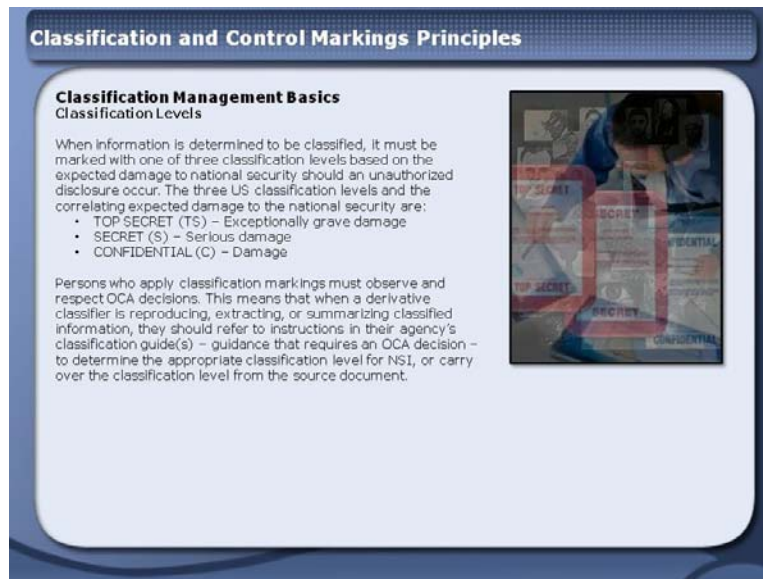 Classification and Control Markings Principles
Classification Management Basics
Classification Levels
When information is determined to be classified, it must be
marked with one of three classification levels based on the
expected damage to national security should an unauthorized
disclosure occur. The three US classification levels and the
correlating expected damage to the national security are:
• TOP SECRET (TS) – Exceptionally grave damage
• SECRET (S) – Serious damage
• CONFIDENTIAL (C) – Damage
Persons who apply classification markings must observe and
respect OCA decisions. This means that when a derivative
classifier is reproducing, extracting, or summarizing classified
information, they should refer to instructions in their agency's
classification guide(s) – guidance that requires an OCA decision –
to determine the appropriate classification level for NSI, or carry
over the classification level from the source document.
TOP SECRET
SECRET
CONFIDENTIAL
TOP SECRET
SECRET
CONFIDENTIAL